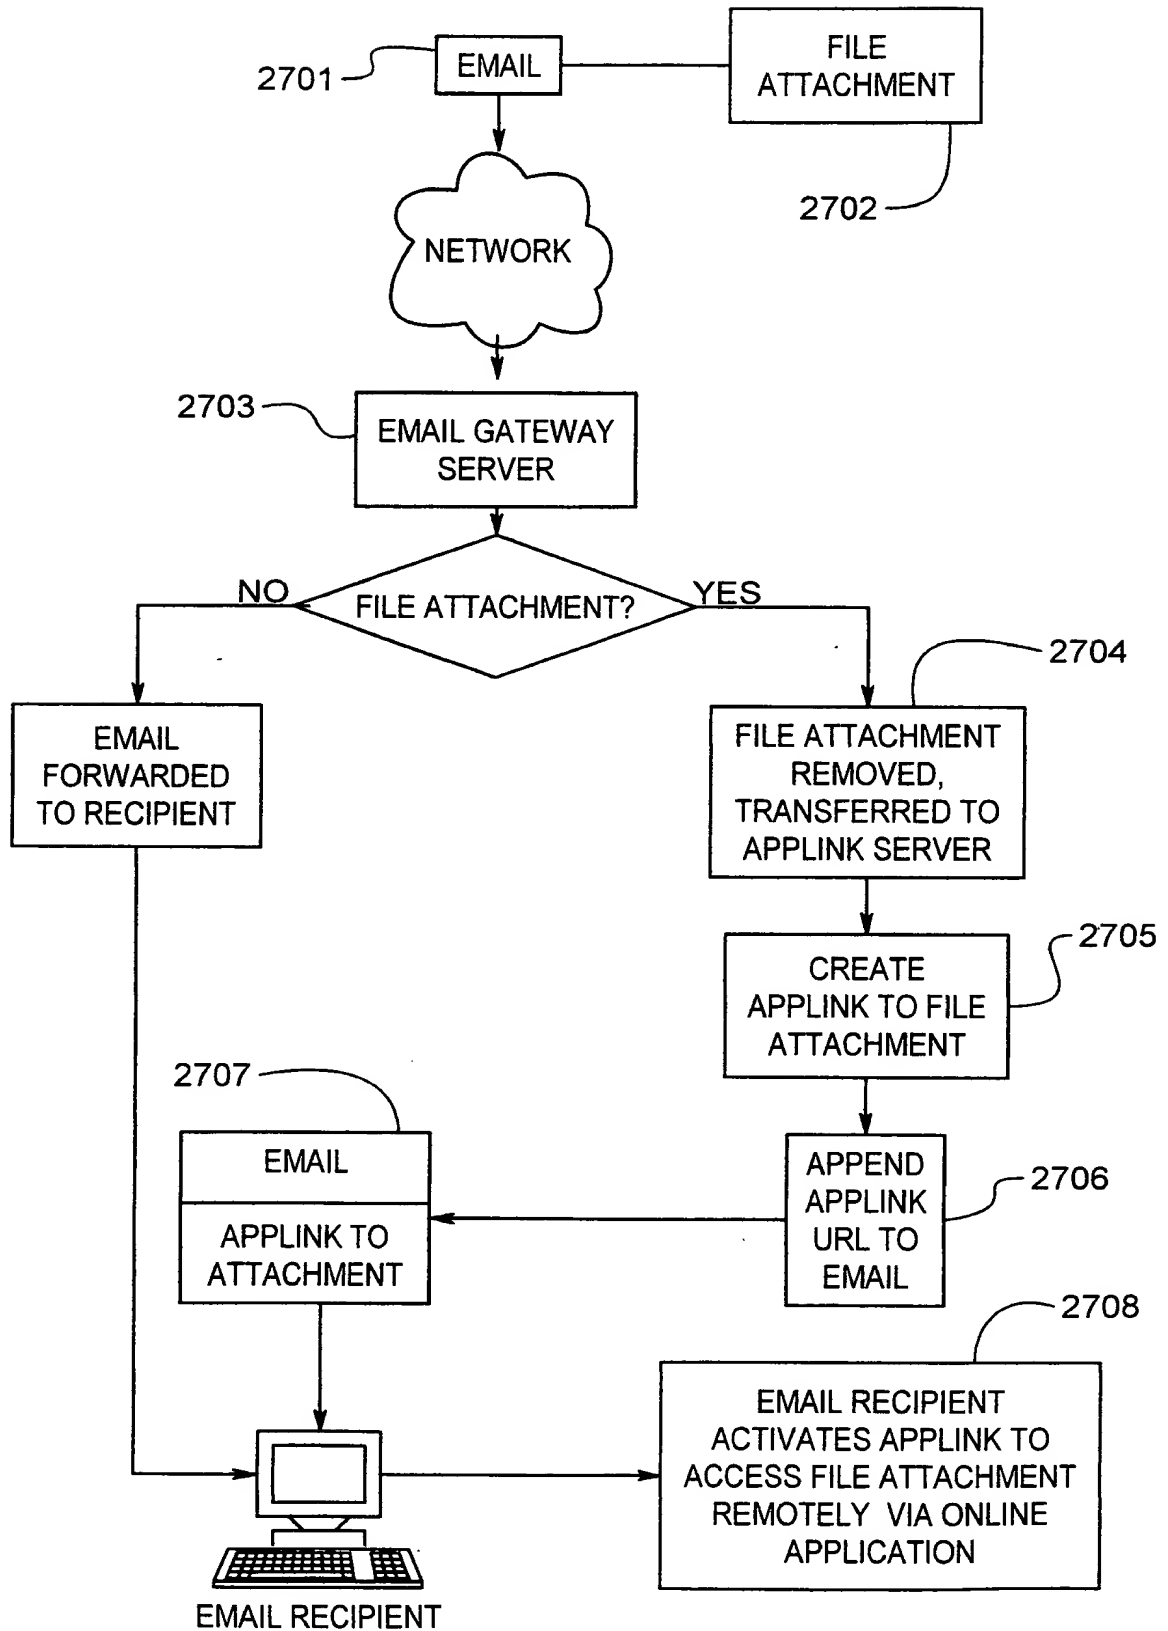 2701
EMAIL
FILE
ATTACHMENT
2702
NETWORK
2703
EMAIL GATEWAY
SERVER
NO
FILE ATTACHMENT?
YES
2704
EMAIL
FORWARDED
TO RECIPIENT
FILE ATTACHMENT
REMOVED,
TRANSFERRED TO
APPLINK SERVER
2705
CREATE
APPLINK TO FILE
ATTACHMENT
2707
EMAIL
APPLINK TO
ATTACHMENT
APPEND
APPLINK
URL TO
EMAIL
2706
2708
EMAIL RECIPIENT
ACTIVATES APPLINK TO
ACCESS FILE ATTACHMENT
REMOTELY VIA ONLINE
APPLICATION
EMAIL RECIPIENT